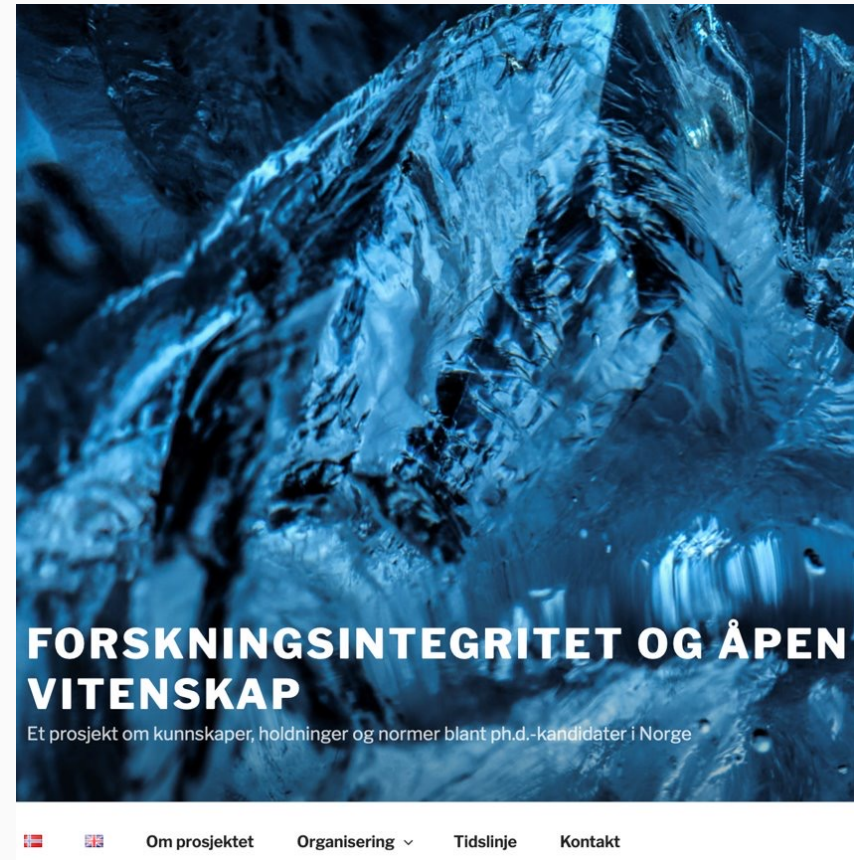 FORSKNINGSINTEGRITET OG ÅPEN
VITENSKAP
Et prosjekt om kunnskaper, holdninger og normer blant ph.d.-kandidater i Norge
Om prosjektet Organisering Tidslinje Kontakt